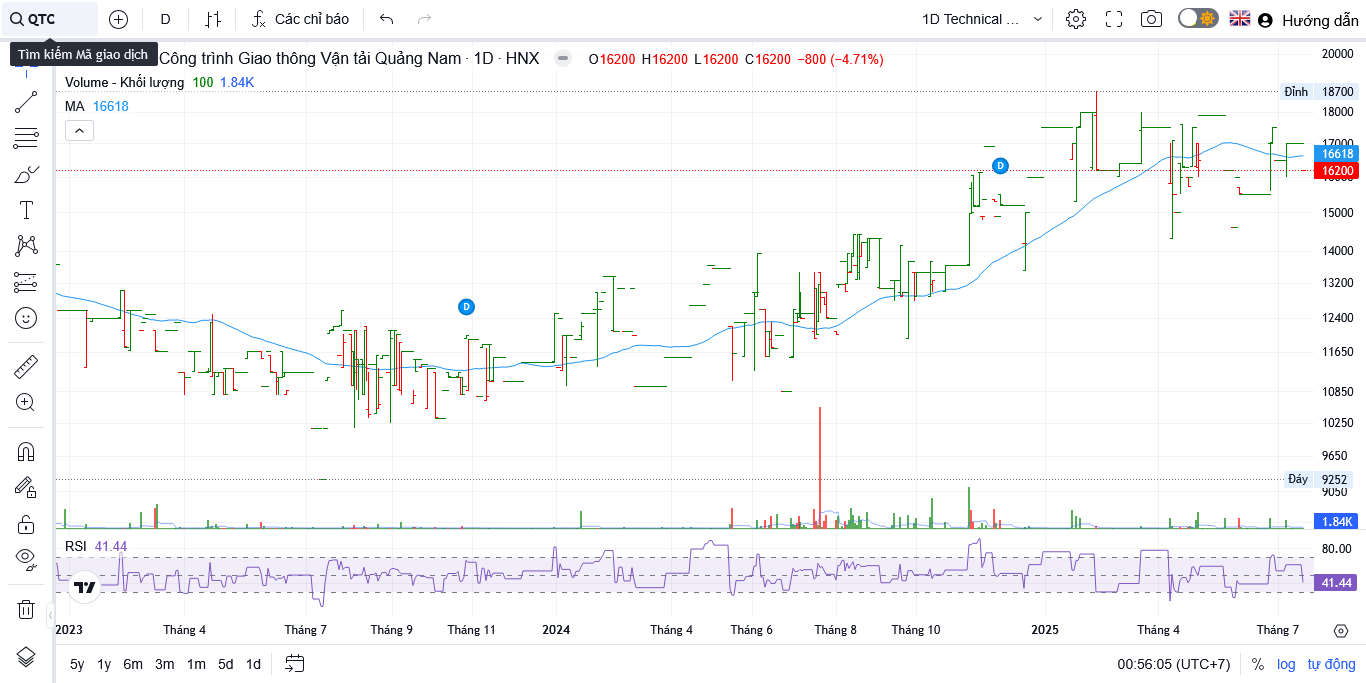 QTC D Các chỉ báo 1D Technical ... Hướng dẫn
Tìm kiếm Mã giao dịch
Công trình Giao thông Vận tải Quảng Nam · 1D · HNX O16200 H16200 L16200 C16200 −800 (−4.71%)
Volume - Khối lượng 100 1.84K
MA 16618
20000
Đỉnh 18700
18000
17000
16618
16200
16000
15000
14000
13200
12400
11650
10850
10250
9650
Đáy 9252
9050
1.84K
D
D
RSI 41.44
80.00
41.44
2023 Tháng 4 Tháng 7 Tháng 9 Tháng 11 2024 Tháng 4 Tháng 6 Tháng 8 Tháng 10 2025 Tháng 4 Tháng 7
5y 1y 6m 3m 1m 5d 1d 00:56:05 (UTC+7) % log tự động